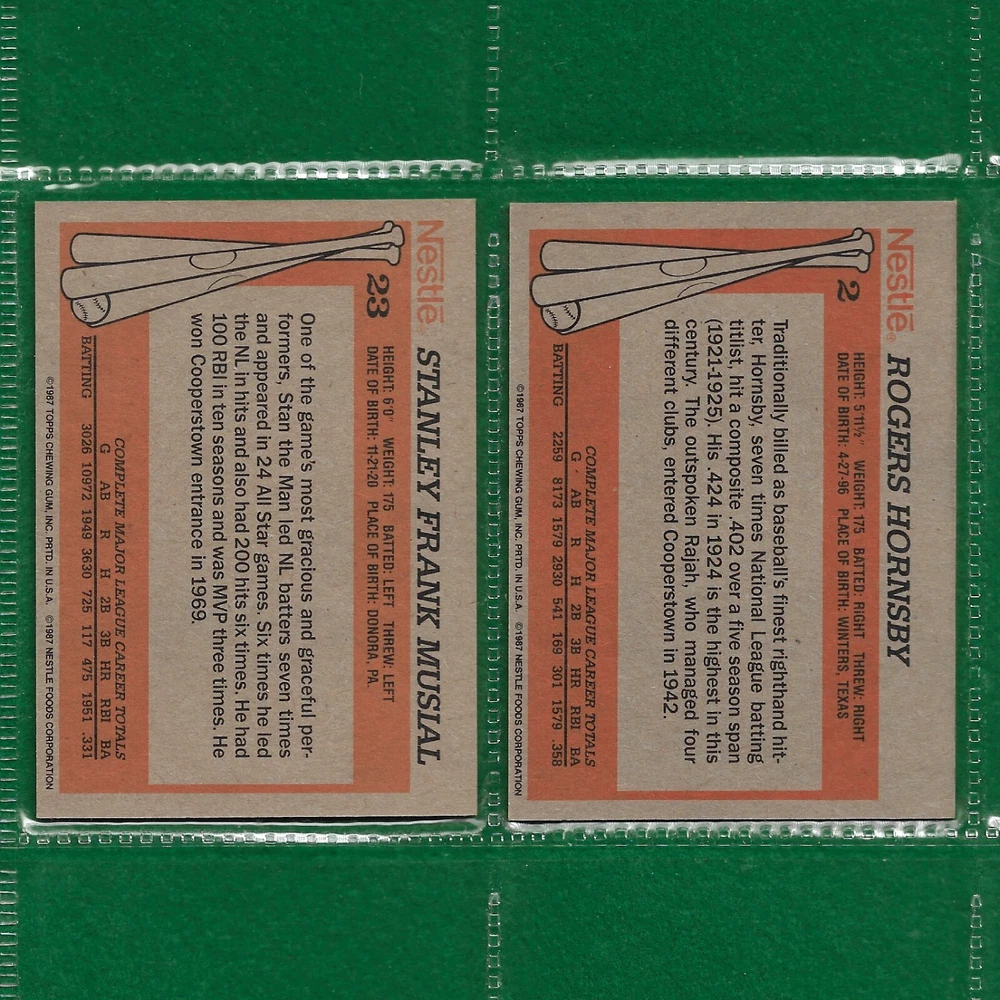 Nestlé
23
STANLEY FRANK MUSIAL
HEIGHT: 6'0" WEIGHT: 175 BATTED: LEFT THREW: LEFT
DATE OF BIRTH: 11-21-20 PLACE OF BIRTH: DONORA, PA.
One of the game's most gracious and graceful per-
formers, Stan the Man led NL batters seven times
and appeared in 24 All Star games. Six times he led
the NL in hits and also had 200 hits six times. He had
100 RBI in ten seasons and was MVP three times. He
won Cooperstown entrance in 1969.
COMPLETE MAJOR LEAGUE CAREER TOTALS
G AB R H 2B 3B HR RBI BA
BATTING 3026 10972 1949 3630 725 117 475 1951 .331
©1987 TOPPS CHEWING GUM, INC. PRTD. IN U.S.A. ©1987 NESTLE FOODS CORPORATION
Nestlé®
2
ROGERS HORNSBY
HEIGHT: 5'11½" WEIGHT: 175 BATTED: RIGHT THREW: RIGHT
DATE OF BIRTH: 4-27-96 PLACE OF BIRTH: WINTERS, TEXAS
Traditionally billed as baseball's finest righthand hit-
ter, Hornsby, seven times National League batting
titlist, hit a composite .402 over a five season span
(1921-1925). His .424 in 1924 is the highest in this
century. The outspoken Rajah, who managed four
different clubs, entered Cooperstown in 1942.
COMPLETE MAJOR LEAGUE CAREER TOTALS
G AB R H 2B 3B HR RBI BA
BATTING 2259 8173 1579 2930 541 169 301 1579 .358
©1987 TOPPS CHEWING GUM, INC. PRTD. IN U.S.A. ©1987 NESTLE FOODS CORPORATION